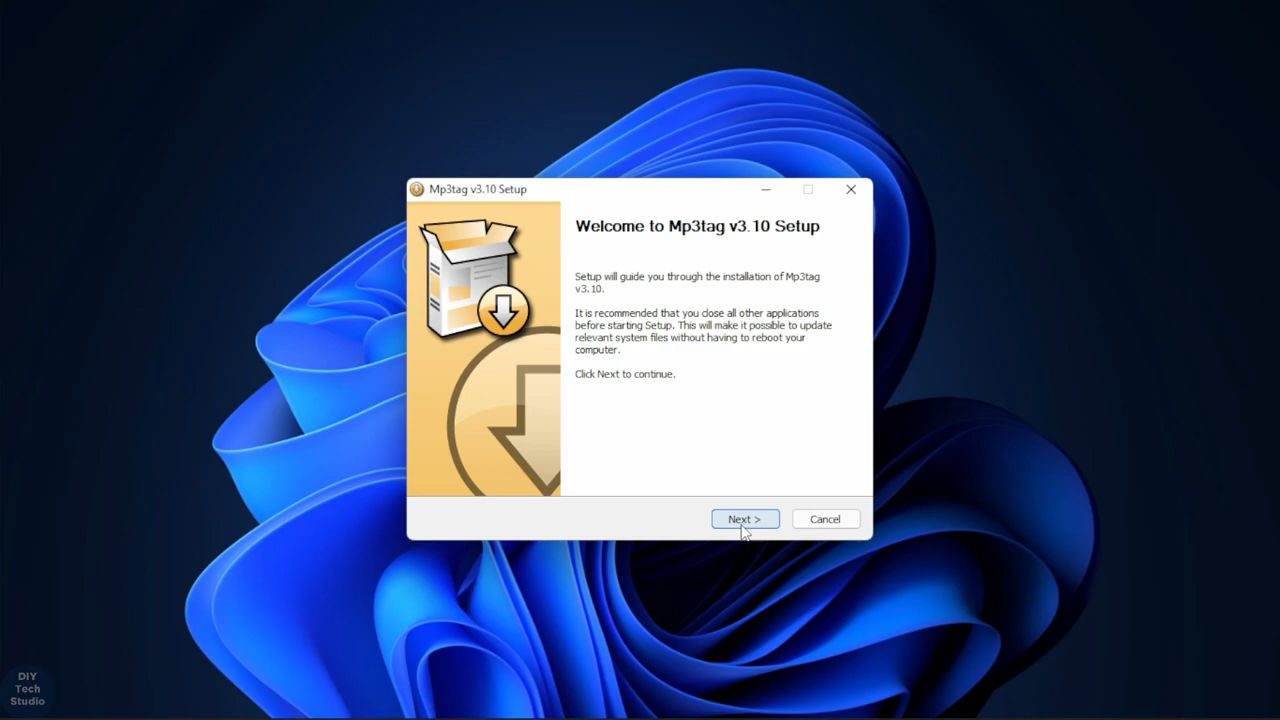 Mp3tag v3.10 Setup
Welcome to Mp3tag v3.10 Setup
Setup will guide you through the installation of Mp3tag
v3.10.
It is recommended that you close all other applications
before starting Setup. This will make it possible to update
relevant system files without having to reboot your
computer.
Click Next to continue.
Next >
Cancel
DIY
Tech
Studio